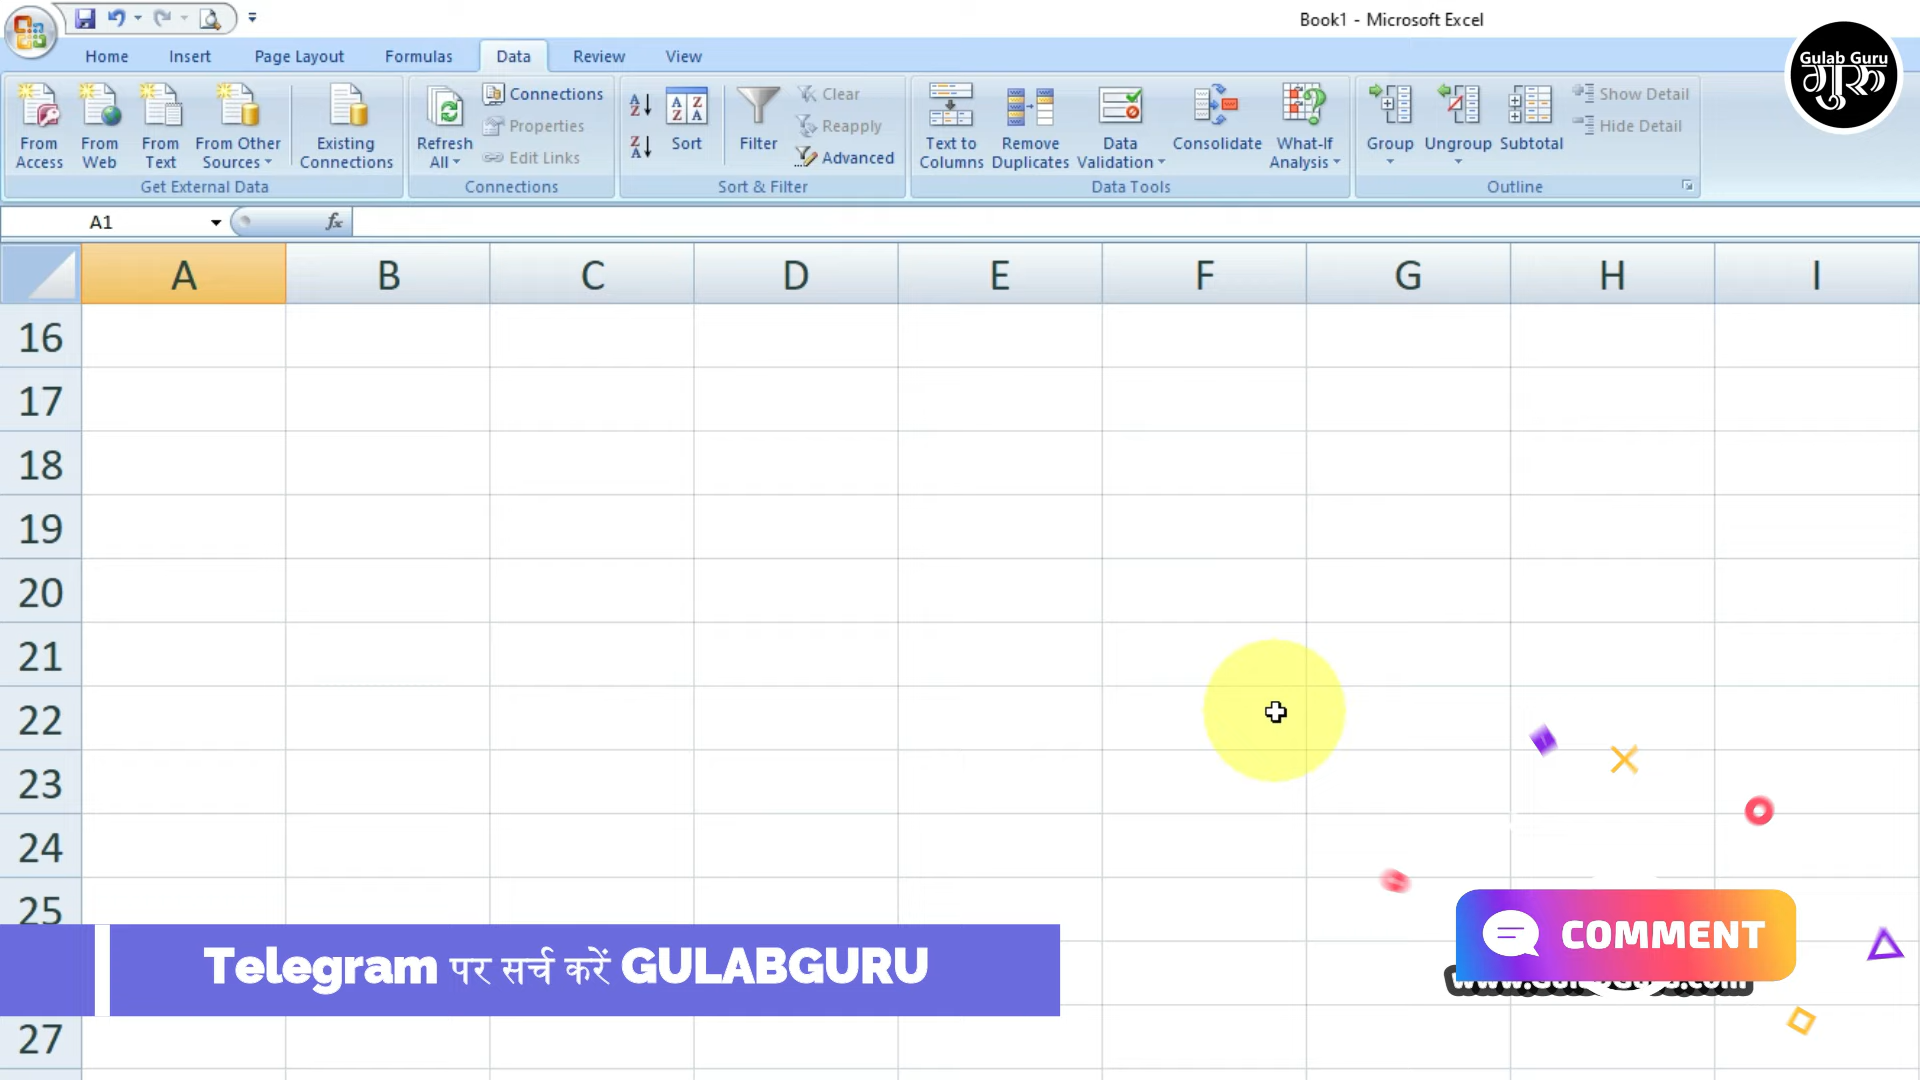 Book1 - Microsoft Excel
Home Insert Page Layout Formulas Data Review View
Gulab Guru
गुरु
From Access
From Web
From Text
From Other Sources
Existing Connections
Get External Data
Refresh All
Connections
Properties
Edit Links
Connections
Sort
Filter
Clear
Reapply
Advanced
Sort & Filter
Text to Columns
Remove Duplicates
Data Validation
Consolidate
What-If Analysis
Data Tools
Group
Ungroup
Subtotal
Show Detail
Hide Detail
Outline
A1
fx
A B C D E F G H I
16
17
18
19
20
21
22
23
24
25
27
Telegram पर सर्च करें GULABGURU
COMMENT